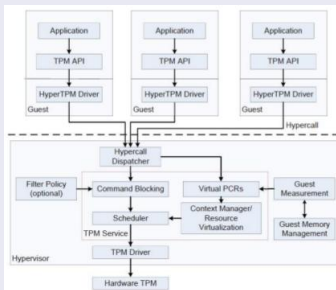 Application
Application
Application
TPM API
TPM API
TPM API
HyperTPM Driver
HyperTPM Driver
HyperTPM Driver
Guest
Guest
Guest
Hypercall
Hypercall
Dispatcher
Filter Policy
(optional)
Command Blocking
Virtual PCRs
Guest
Measurement
Scheduler
Context Manager/
Resource
Virtualization
TPM Service
Guest Memory
Management
TPM Driver
Hypervisor
Hardware TPM